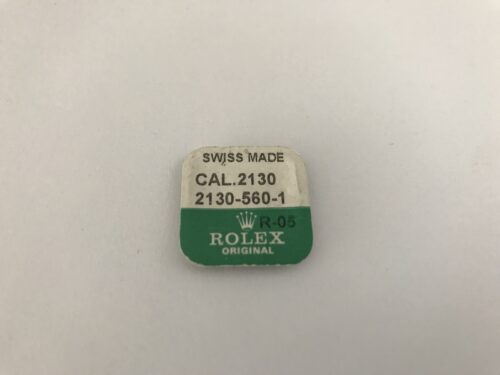 SWISS MADE
CAL.2130
2130-560-1
R-05
ROLEX
ORIGINAL